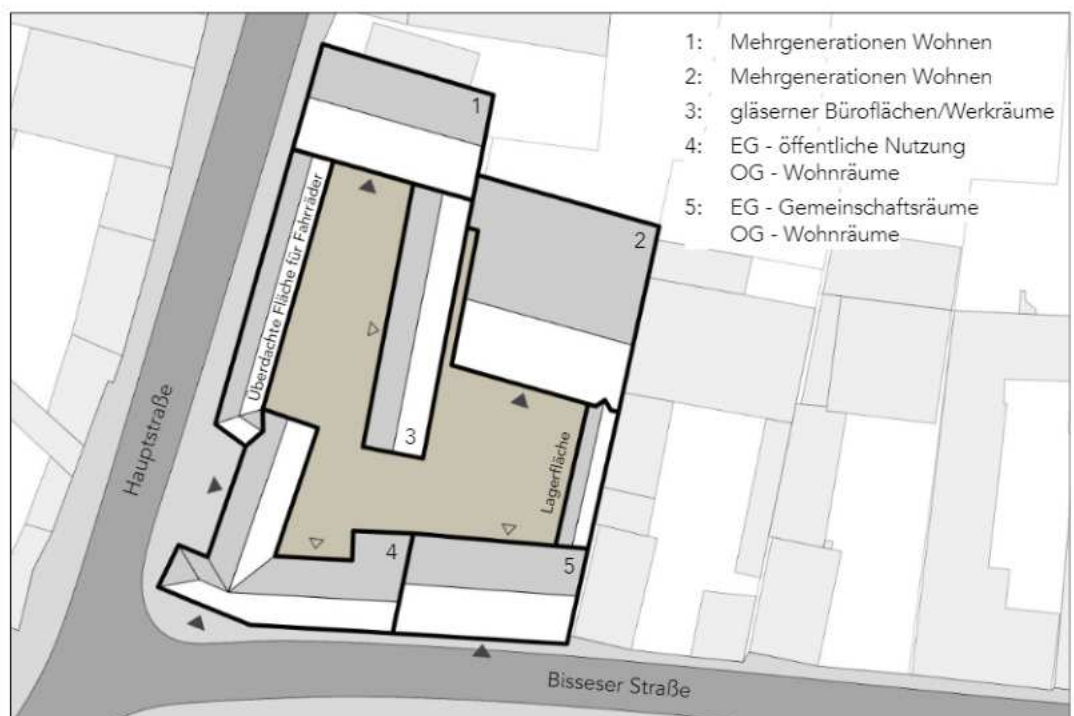 1: Mehrgenerationen Wohnen
2: Mehrgenerationen Wohnen
3: gläserner Büroflächen/Werkräume
4: EG - öffentliche Nutzung
OG - Wohnräume
5: EG - Gemeinschaftsräume
OG - Wohnräume
1
2
Überdachte Fläche für Fahrräder
3
Lagerfläche
Hauptstraße
4
5
Bisseser Straße